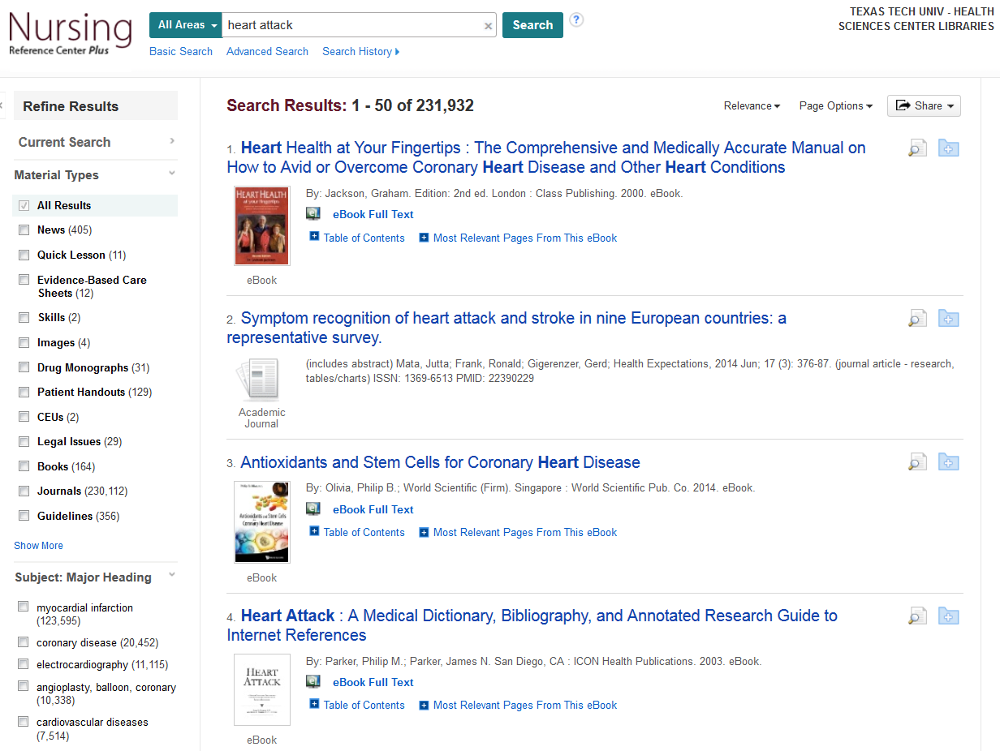 Nursing
Reference Center Plus
All Areas
heart attack
×
Search
?
Basic Search
Advanced Search
Search History
TEXAS TECH UNIV - HEALTH
SCIENCES CENTER LIBRARIES
Refine Results
Current Search
Material Types
All Results
News (405)
Quick Lesson (11)
Evidence-Based Care
Sheets (12)
Skills (2)
Images (4)
Drug Monographs (31)
Patient Handouts (129)
CEUs (2)
Legal Issues (29)
Books (164)
Journals (230,112)
Guidelines (356)
Show More
Subject: Major Heading
myocardial infarction
(123,595)
coronary disease (20,452)
electrocardiography (11,115)
angioplasty, balloon, coronary
(10,338)
cardiovascular diseases
(7,514)
Search Results: 1 - 50 of 231,932
Relevance
Page Options
Share
1. Heart Health at Your Fingertips : The Comprehensive and Medically Accurate Manual on
How to Avid or Overcome Coronary Heart Disease and Other Heart Conditions
HEART HEALTH
at your fingertips
By: Jackson, Graham. Edition: 2nd ed. London : Class Publishing. 2000. eBook.
eBook Full Text
Table of Contents
Most Relevant Pages From This eBook
eBook
2. Symptom recognition of heart attack and stroke in nine European countries: a
representative survey.
(includes abstract) Mata, Jutta; Frank, Ronald; Gigerenzer, Gerd; Health Expectations, 2014 Jun; 17 (3): 376-87. (journal article - research,
tables/charts) ISSN: 1369-6513 PMID: 22390229
Academic
Journal
3. Antioxidants and Stem Cells for Coronary Heart Disease
Antioxidants and Stem Cells
Coronary Heart Disease
By: Olivia, Philip B.; World Scientific (Firm). Singapore : World Scientific Pub. Co. 2014. eBook.
eBook Full Text
Table of Contents
Most Relevant Pages From This eBook
eBook
4. Heart Attack : A Medical Dictionary, Bibliography, and Annotated Research Guide to
Internet References
HEART
ATTACK
By: Parker, Philip M.; Parker, James N. San Diego, CA : ICON Health Publications. 2003. eBook.
eBook Full Text
Table of Contents
Most Relevant Pages From This eBook
eBook